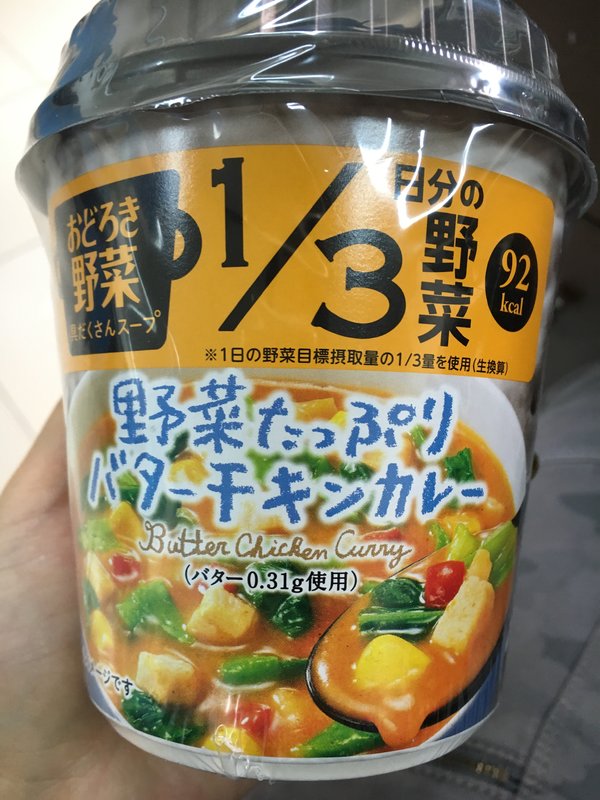 おどろき
野菜
具だくさんスープ
1/3
日分の
野菜
92
kcal
※1日の野菜目標摂取量の1/3量を使用(生換算)
野菜たっぷり
バターチキンカレー
Butter Chicken Curry
(バター0.31g使用)
メージです